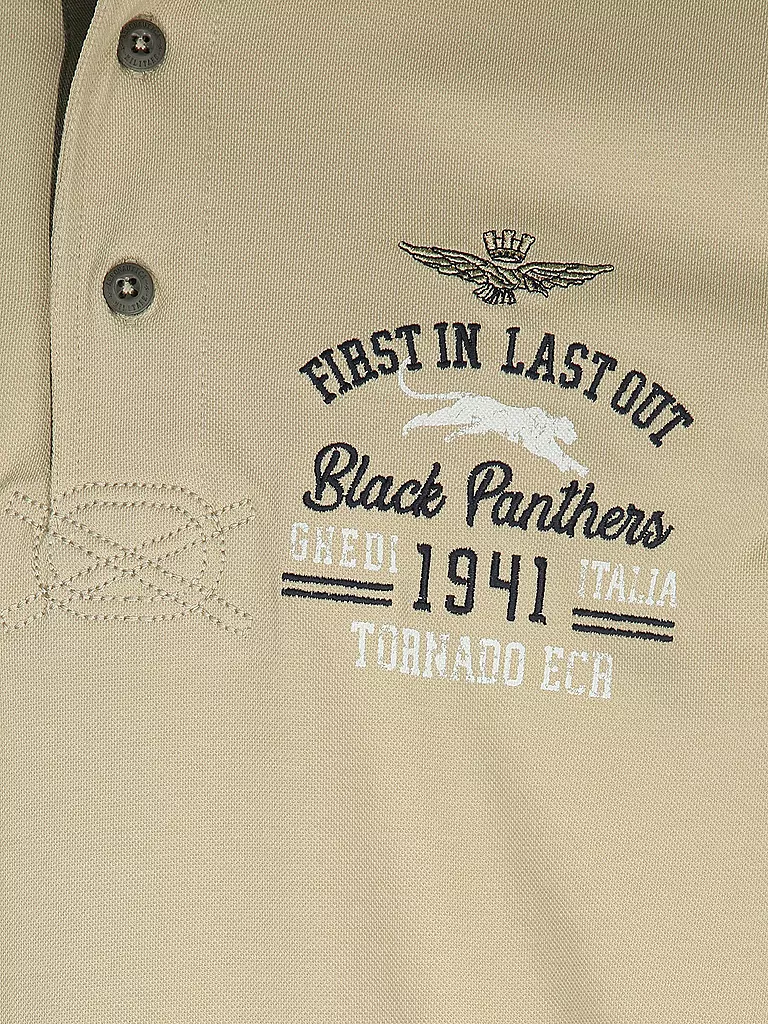 FIRST IN LAST OUT
Black Panthers
GHEDI 1941 ITALIA
TORNADO ECR